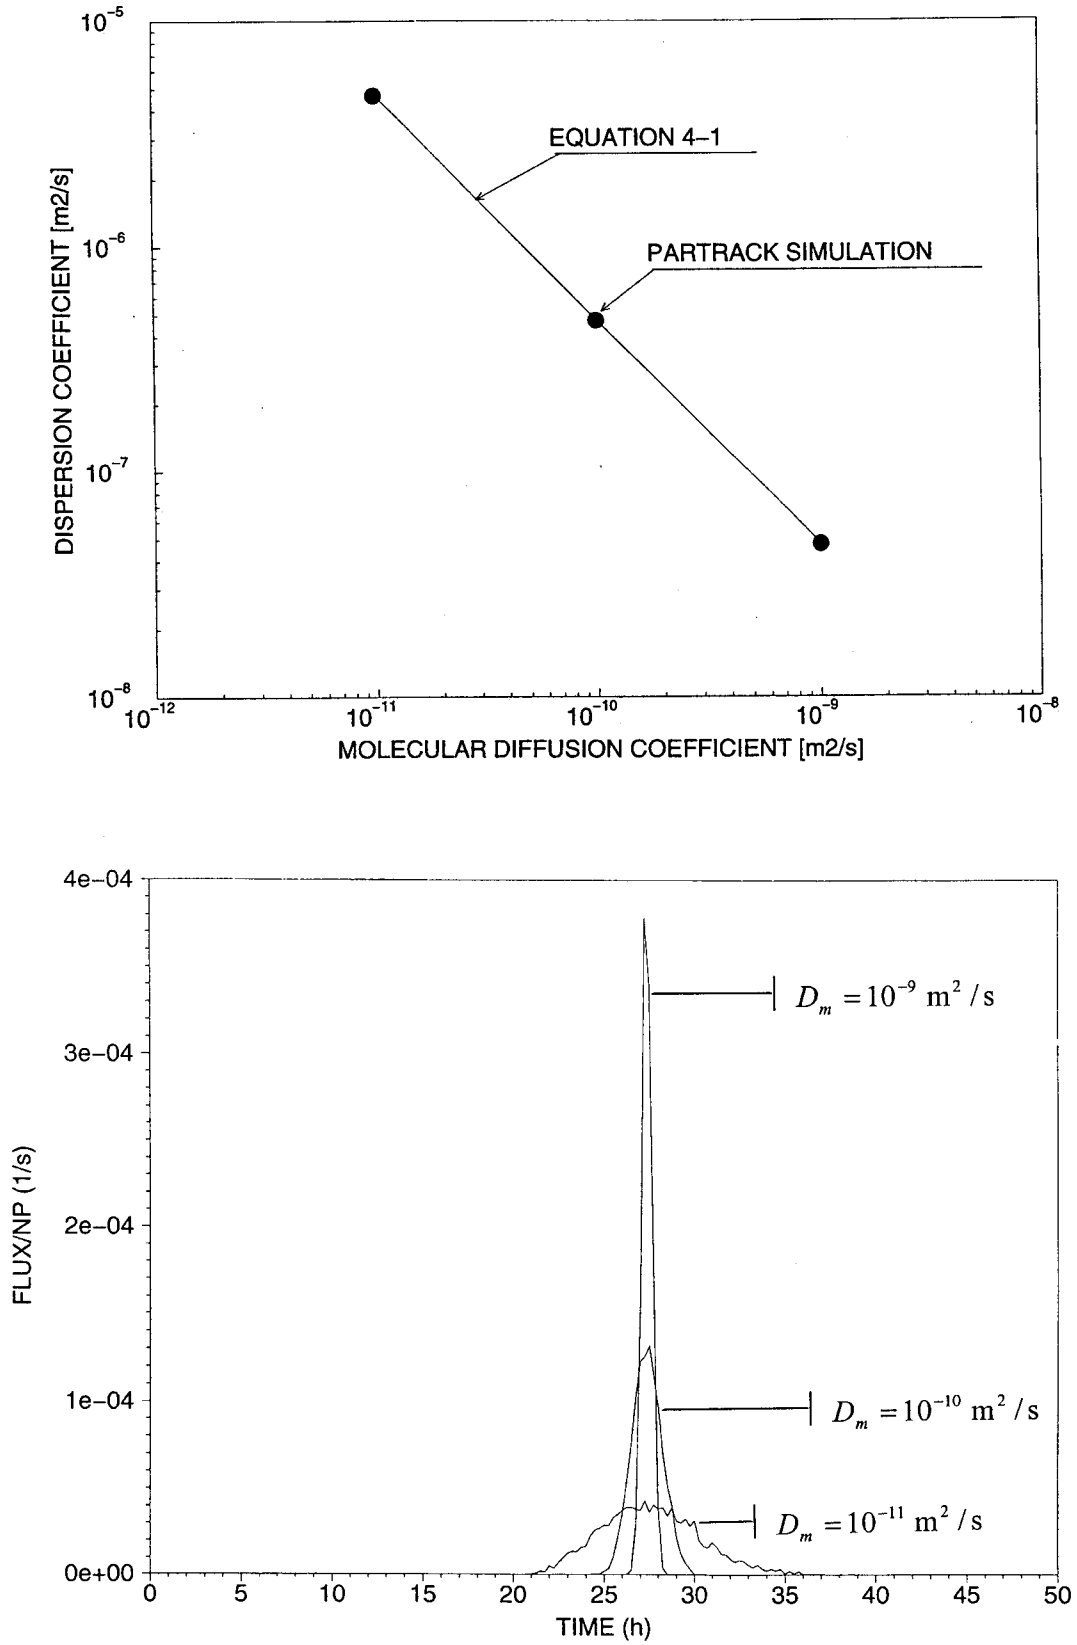 10⁻⁵
EQUATION 4–1
10⁻⁶
PARTRACK SIMULATION
DISPERSION COEFFICIENT [m2/s]
10⁻⁷
10⁻⁸
10⁻¹² 10⁻¹¹ 10⁻¹⁰ 10⁻⁹ 10⁻⁸
MOLECULAR DIFFUSION COEFFICIENT [m2/s]
4e–04
D_m = 10⁻⁹ m² / s
3e–04
FLUX/NP (1/s)
2e–04
1e–04
D_m = 10⁻¹⁰ m² / s
D_m = 10⁻¹¹ m² / s
0e+00
0 5 10 15 20 25 30 35 40 45 50
TIME (h)